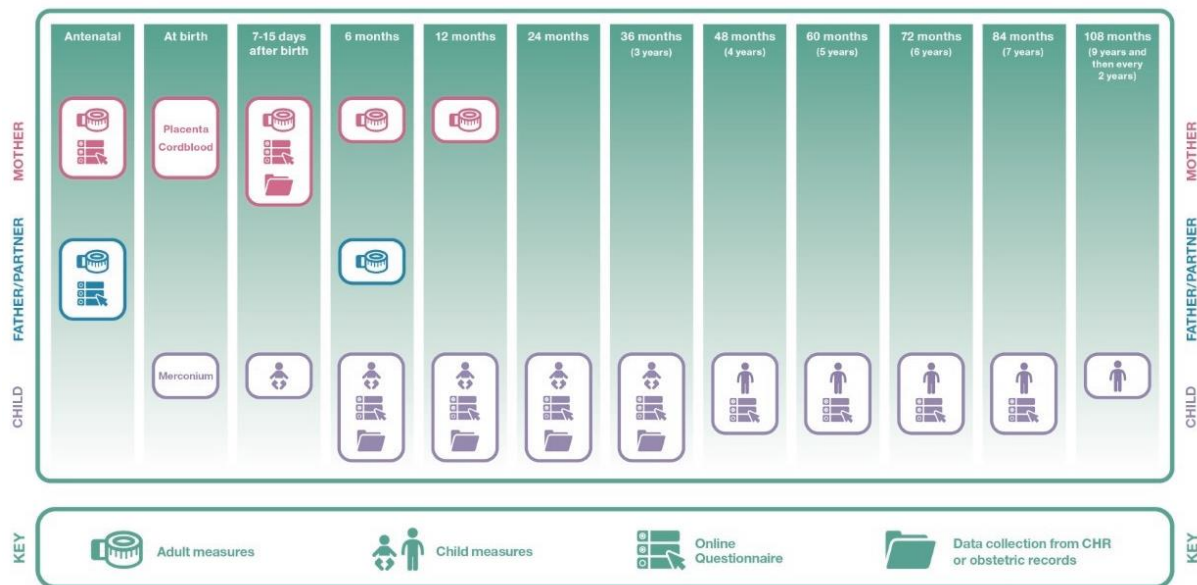 Antenatal
At birth
7-15 days
after birth
6 months
12 months
24 months
36 months
(3 years)
48 months
(4 years)
60 months
(5 years)
72 months
(6 years)
84 months
(7 years)
108 months
(9 years and
then every
2 years)
MOTHER
Placenta
Cordblood
MOTHER
FATHER/PARTNER
FATHER/PARTNER
CHILD
Merconium
CHILD
KEY
Adult measures
Child measures
Online
Questionnaire
Data collection from CHR
or obstetric records
KEY